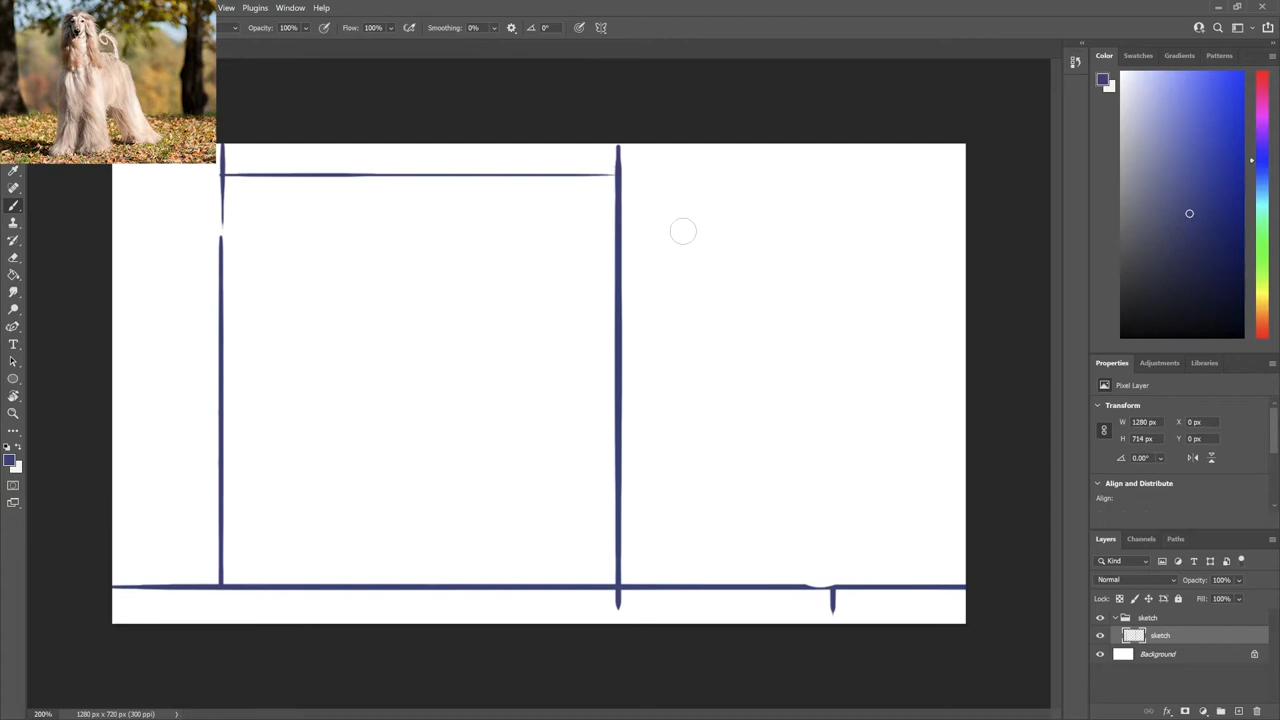 View Plugins Window Help
Opacity: 100% Flow: 100% Smoothing: 0% 0°
Color Swatches Gradients Patterns
Properties Adjustments Libraries
Pixel Layer
Transform
W 1280 px X 0 px
H 714 px Y 0 px
0.00°
Align and Distribute
Align:
Layers Channels Paths
Kind
Normal Opacity: 100%
Lock: Fill: 100%
sketch
sketch
Background
200% 1280 px x 720 px (300 ppi)